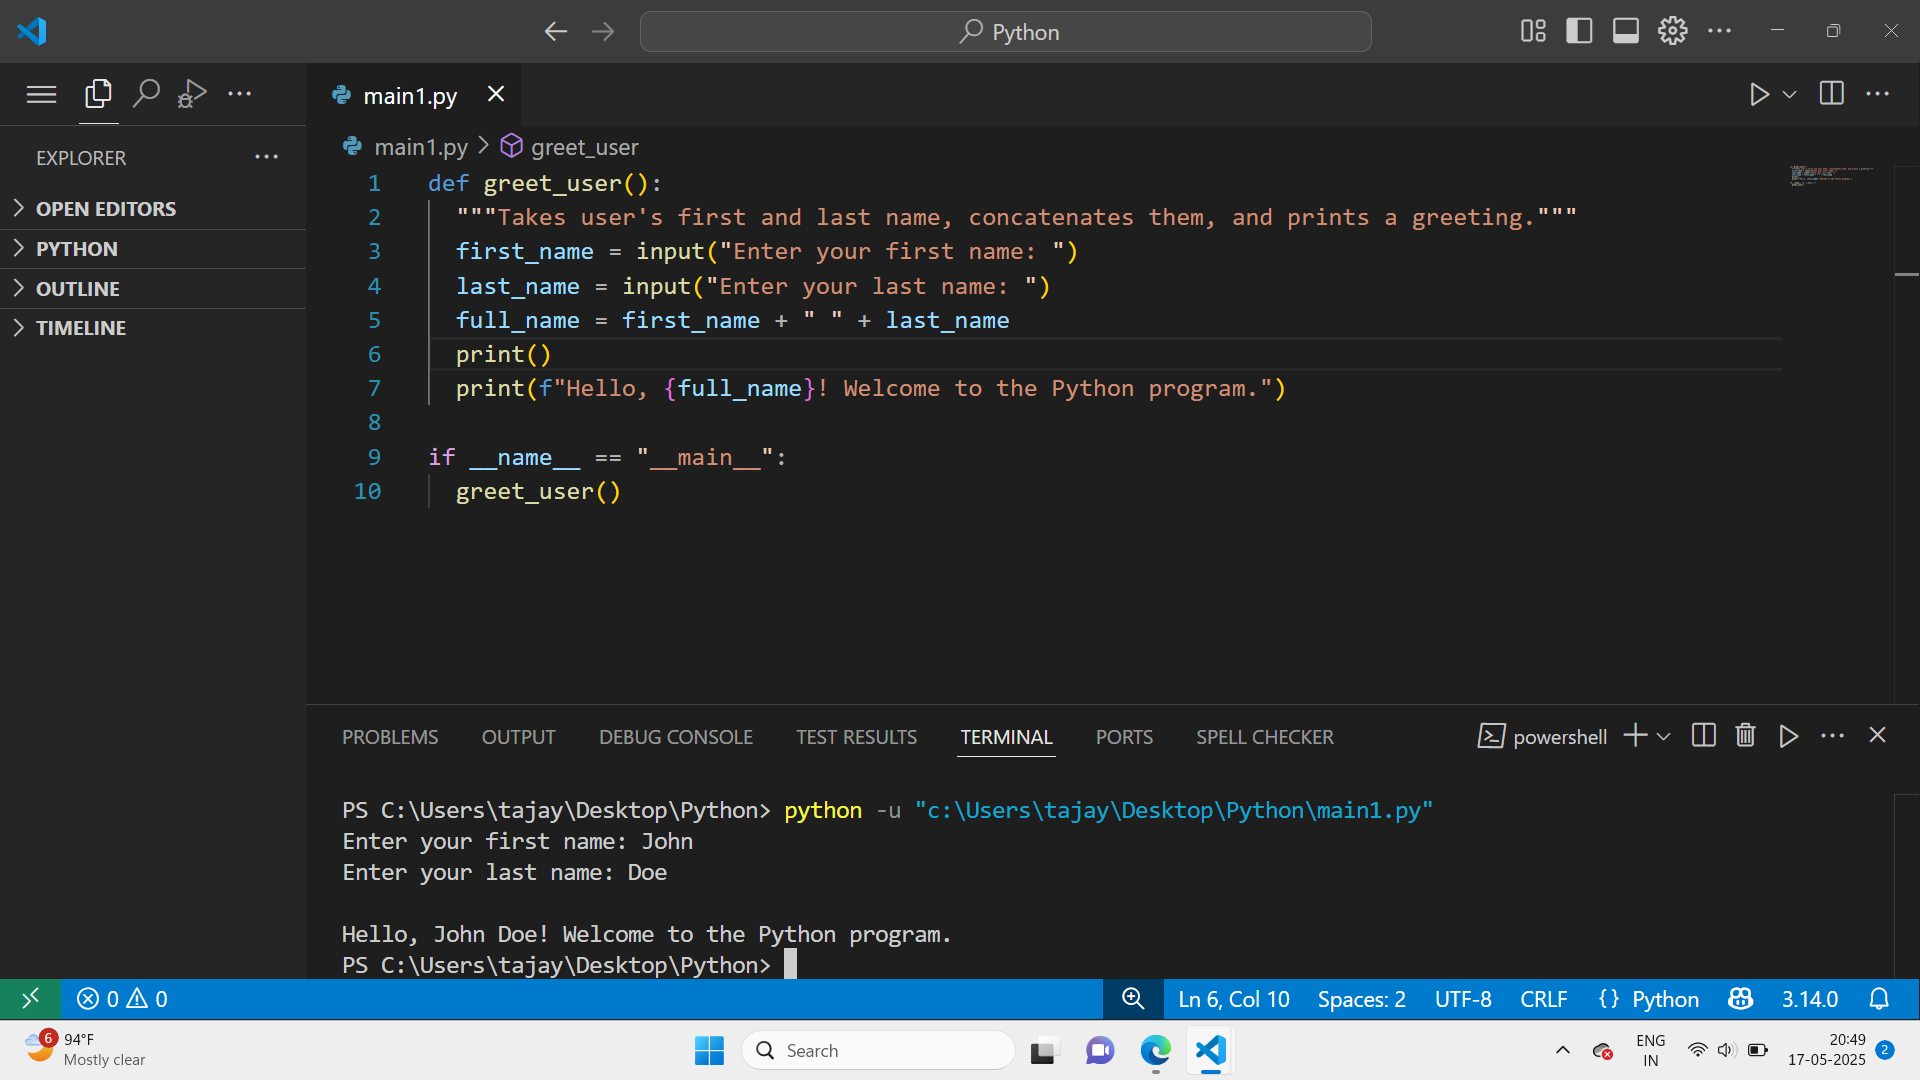 Python
main1.py
main1.py > greet_user
EXPLORER
OPEN EDITORS
PYTHON
OUTLINE
TIMELINE
1 def greet_user():
2 """Takes user's first and last name, concatenates them, and prints a greeting."""
3 first_name = input("Enter your first name: ")
4 last_name = input("Enter your last name: ")
5 full_name = first_name + " " + last_name
6 print()
7 print(f"Hello, {full_name}! Welcome to the Python program.")
8
9 if __name__ == "__main__":
10 greet_user()
PROBLEMS OUTPUT DEBUG CONSOLE TEST RESULTS TERMINAL PORTS SPELL CHECKER powershell
PS C:\Users\tajay\Desktop\Python> python -u "c:\Users\tajay\Desktop\Python\main1.py"
Enter your first name: John
Enter your last name: Doe
Hello, John Doe! Welcome to the Python program.
PS C:\Users\tajay\Desktop\Python>
0 0 Ln 6, Col 10 Spaces: 2 UTF-8 CRLF {} Python 3.14.0
6 94°F
Mostly clear
Search
ENG
IN
20:49
17-05-2025
2